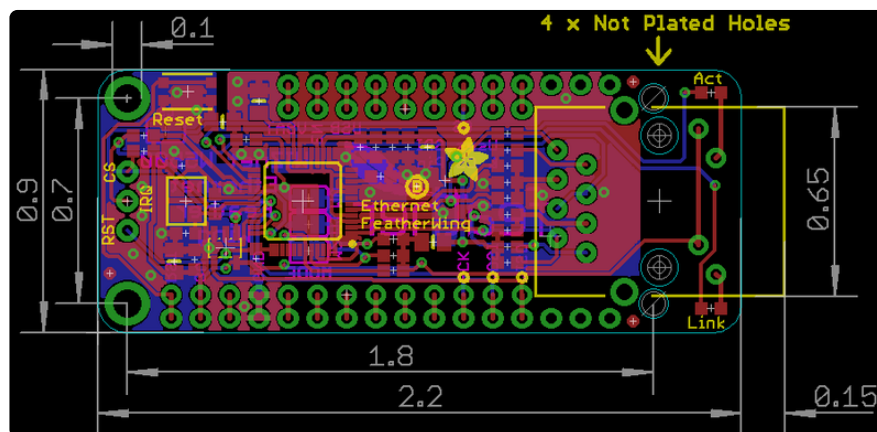 4 x Not Plated Holes
0.1
Act
Reset
0.9
0.7
CS
IRQ
RST
Ethernet
FeatherWing
0.65
Link
1.8
2.2
0.15